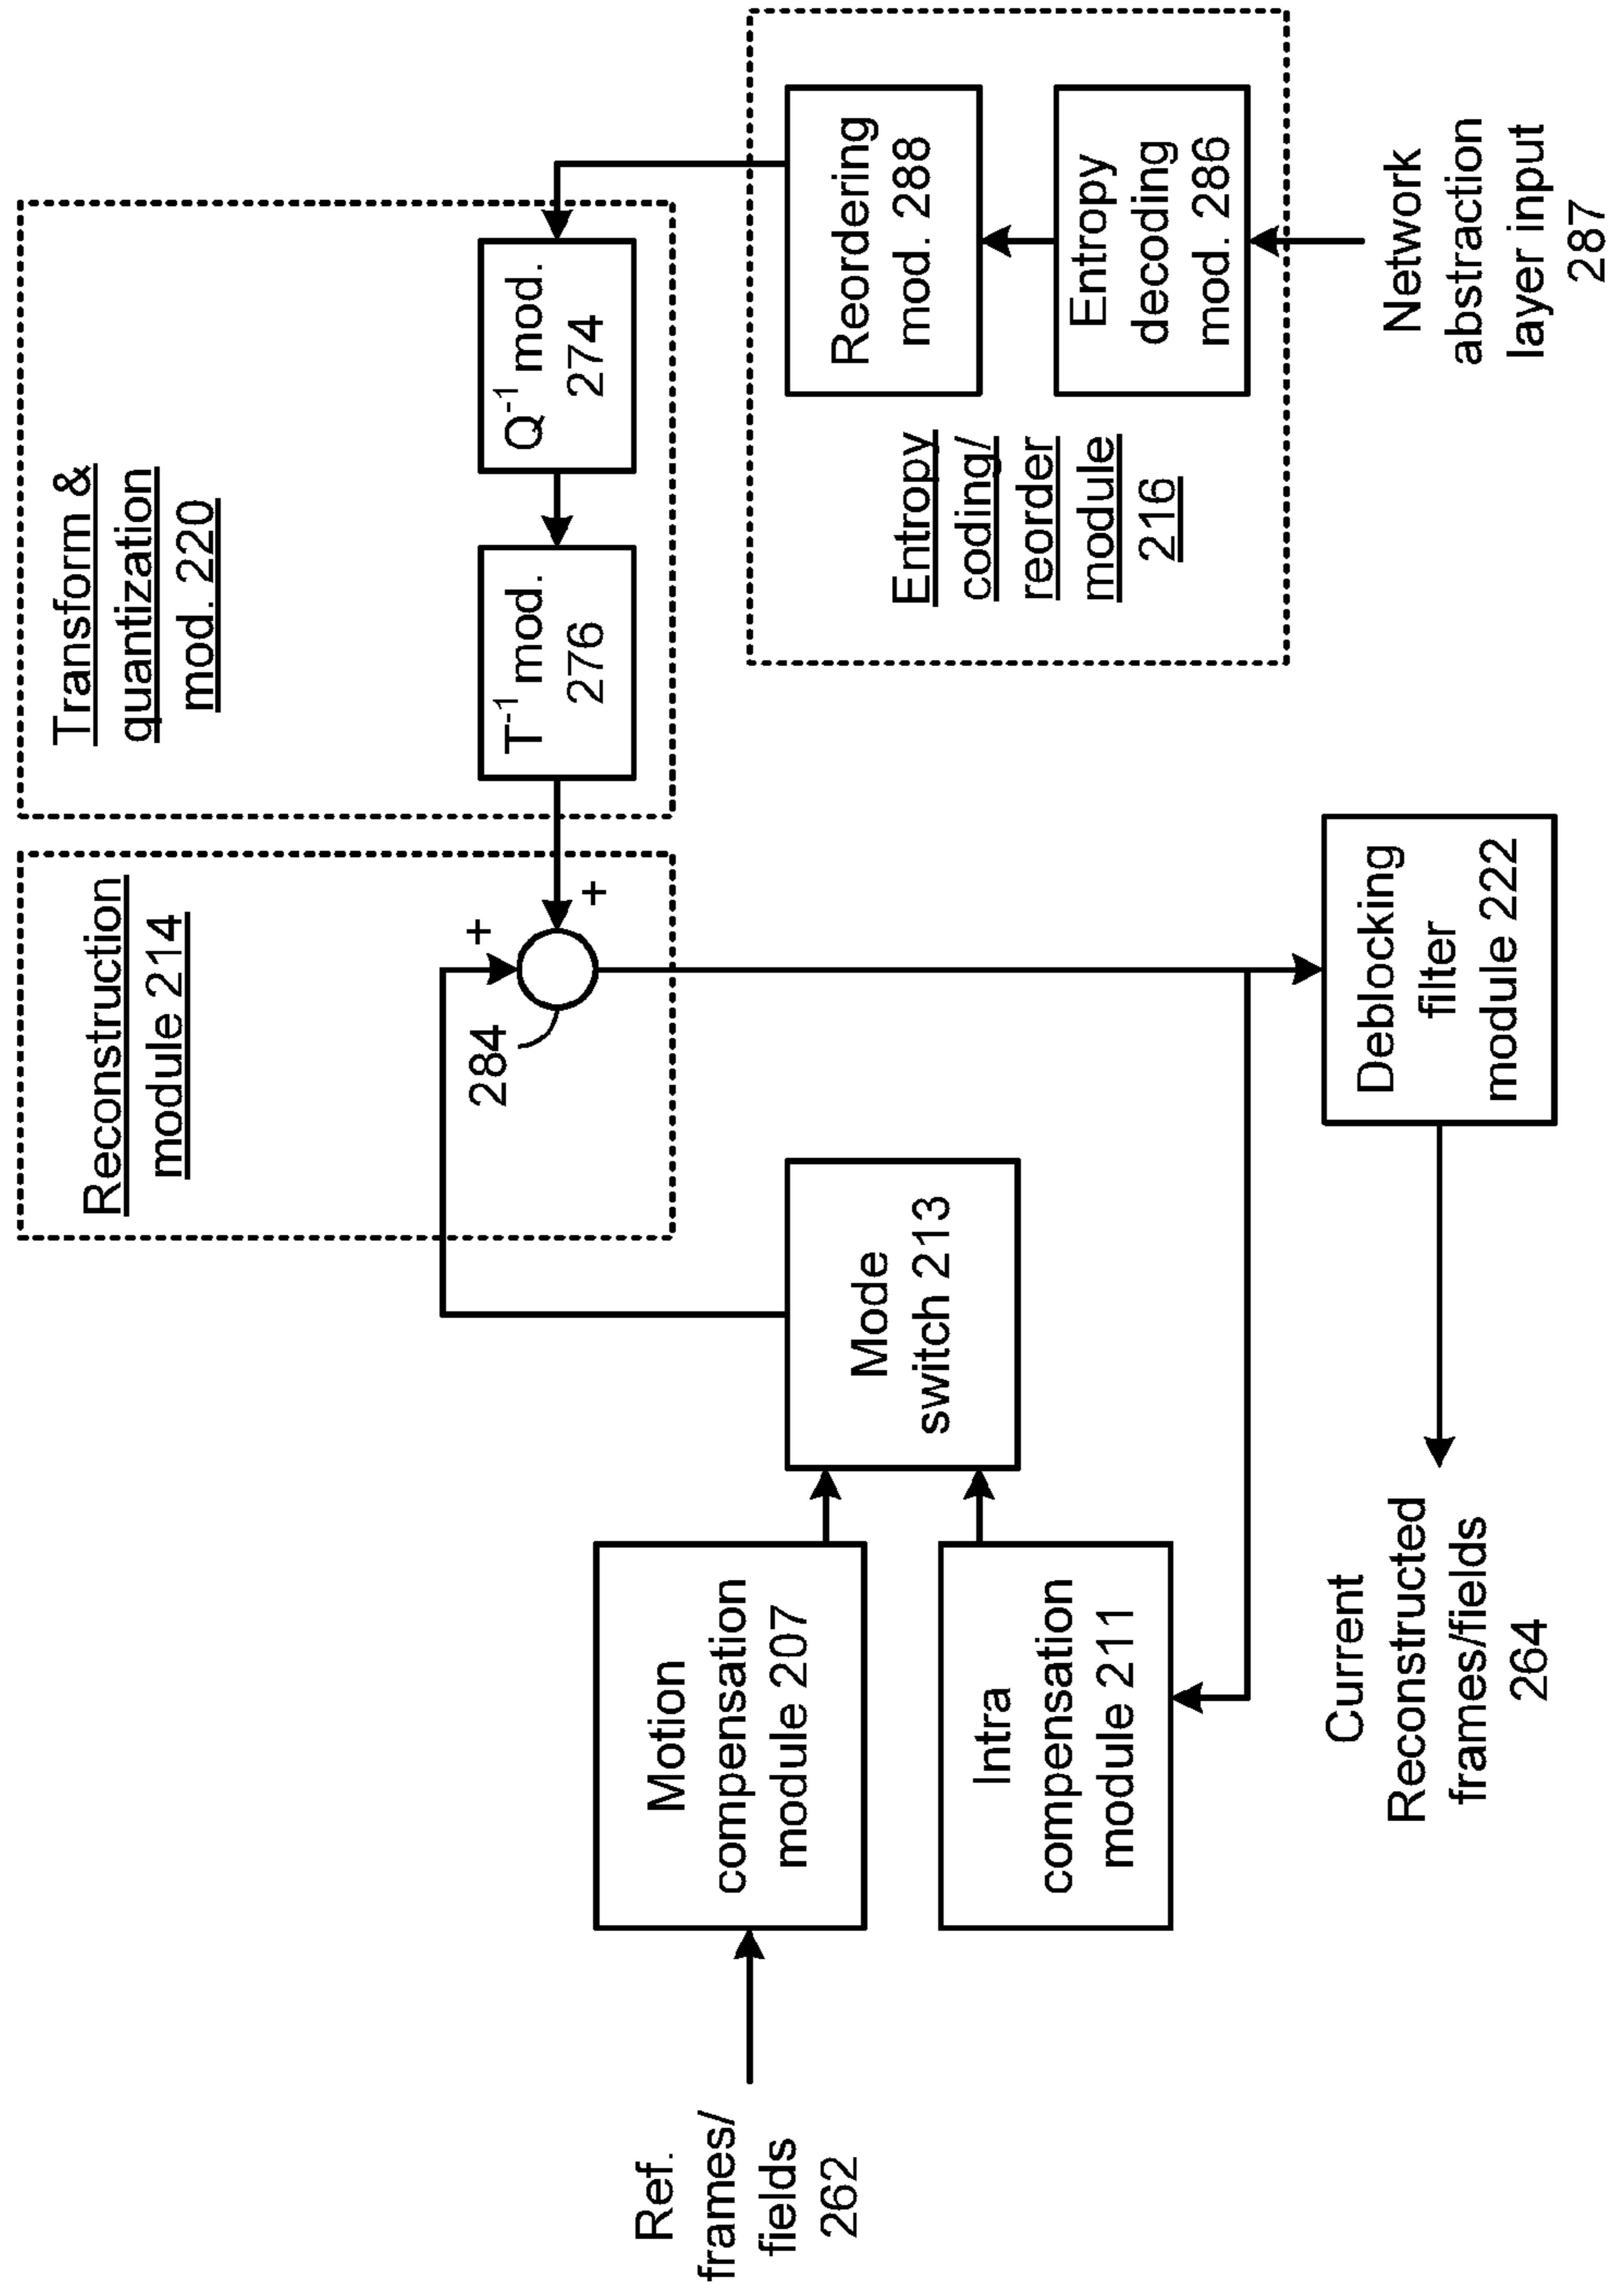 Ref.
frames/
fields
262
Motion
compensation
module 207
Intra
compensation
module 211
Mode
switch 213
Reconstruction
module 214
+
+
284
Transform &
quantization
mod. 220
T-1 mod.
276
Q-1 mod.
274
Reordering
mod. 288
Entropy
decoding
mod. 286
Entropy
coding/
reorder
module
216
Network
abstraction
layer input
287
Deblocking
filter
module 222
Current
Reconstructed
frames/fields
264